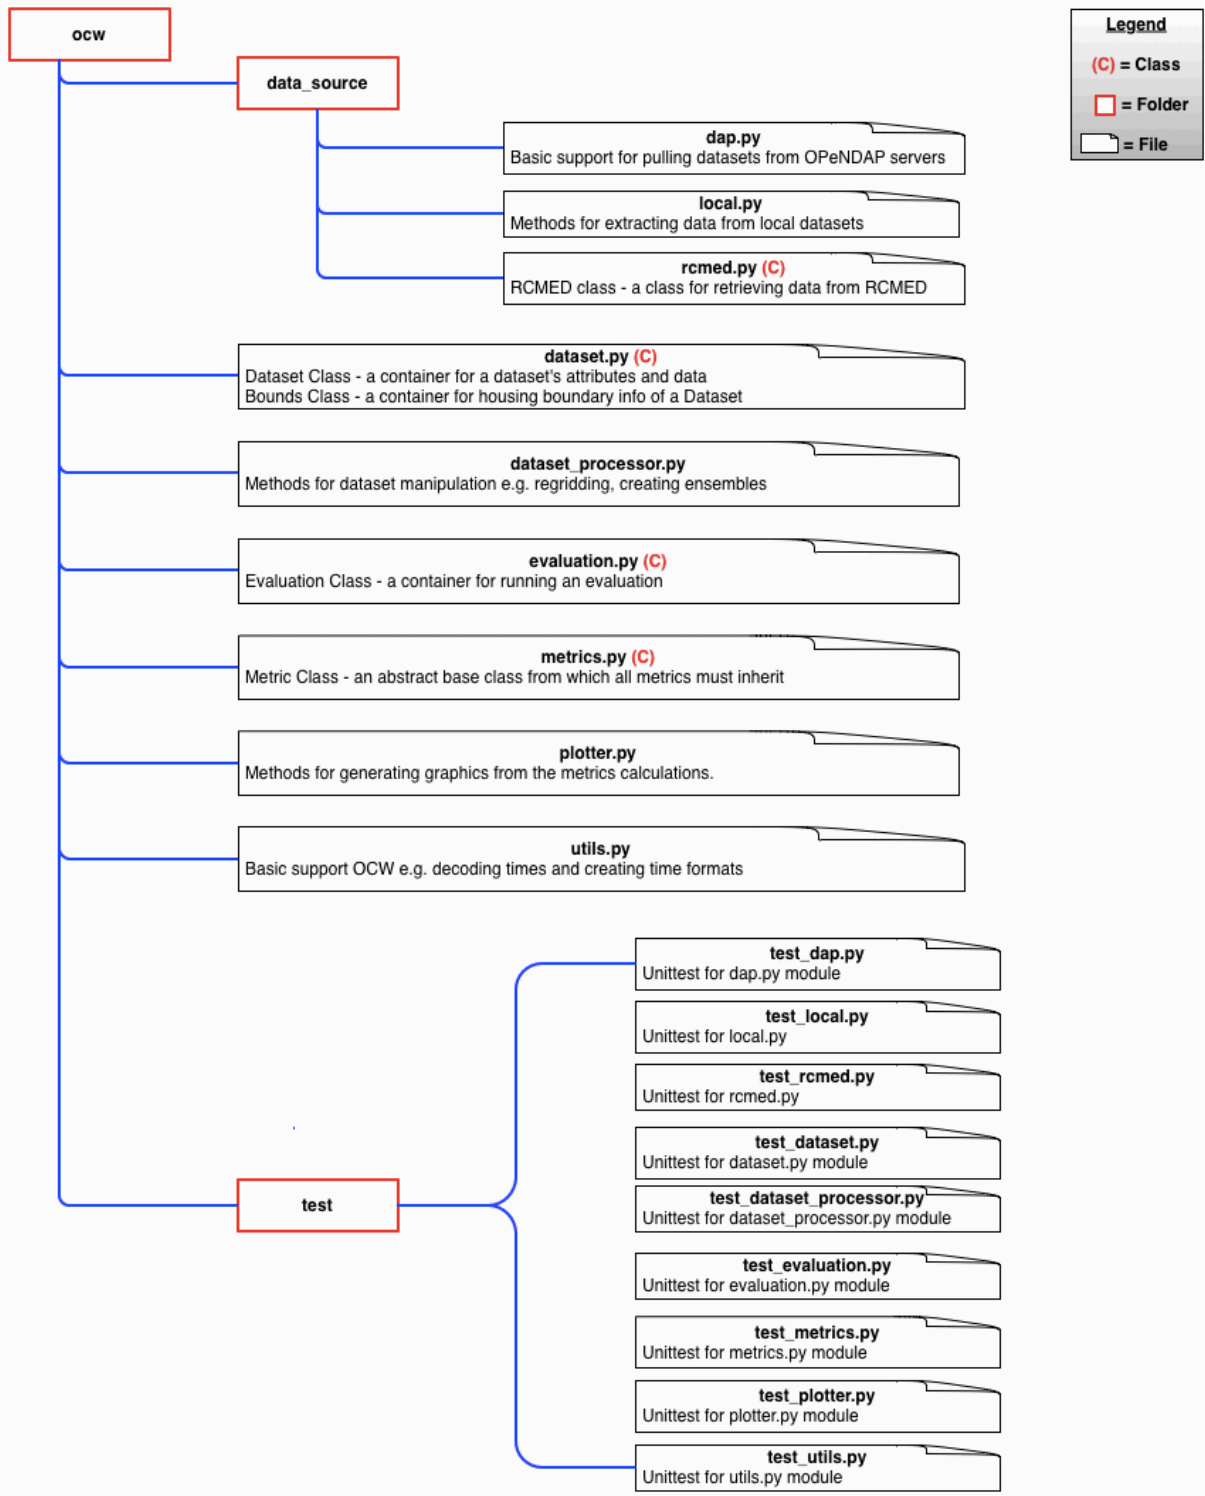 ocw
Legend
(C) = Class
= Folder
= File
data_source
dap.py
Basic support for pulling datasets from OPeNDAP servers
local.py
Methods for extracting data from local datasets
rcmed.py (C)
RCMED class - a class for retrieving data from RCMED
dataset.py (C)
Dataset Class - a container for a dataset's attributes and data
Bounds Class - a container for housing boundary info of a Dataset
dataset_processor.py
Methods for dataset manipulation e.g. regridding, creating ensembles
evaluation.py (C)
Evaluation Class - a container for running an evaluation
metrics.py (C)
Metric Class - an abstract base class from which all metrics must inherit
plotter.py
Methods for generating graphics from the metrics calculations.
utils.py
Basic support OCW e.g. decoding times and creating time formats
test
test_dap.py
Unittest for dap.py module
test_local.py
Unittest for local.py
test_rcmed.py
Unittest for rcmed.py
test_dataset.py
Unittest for dataset.py module
test_dataset_processor.py
Unittest for dataset_processor.py module
test_evaluation.py
Unittest for evaluation.py module
test_metrics.py
Unittest for metrics.py module
test_plotter.py
Unittest for plotter.py module
test_utils.py
Unittest for utils.py module